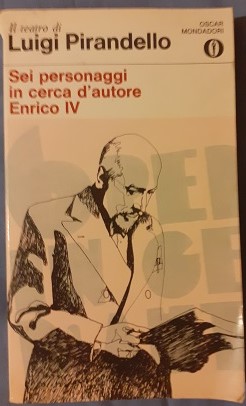 Il teatro di
Luigi Pirandello
OSCAR
MONDADORI
Sei personaggi
in cerca d'autore
Enrico IV